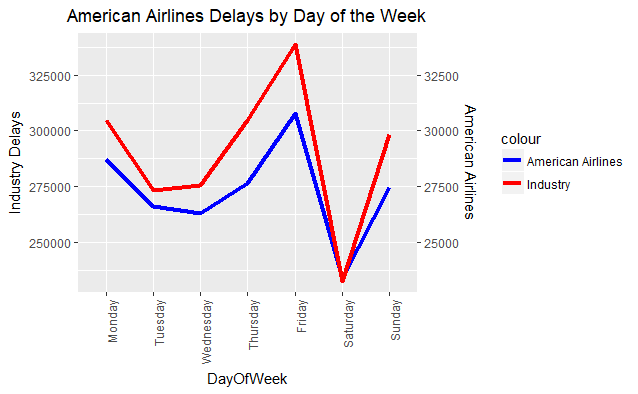 American Airlines Delays by Day of the Week
Industry Delays
325000
300000
275000
250000
32500
30000
27500
25000
American Airlines
Monday
Tuesday
Wednesday
Thursday
Friday
Saturday
Sunday
DayOfWeek
colour
American Airlines
Industry